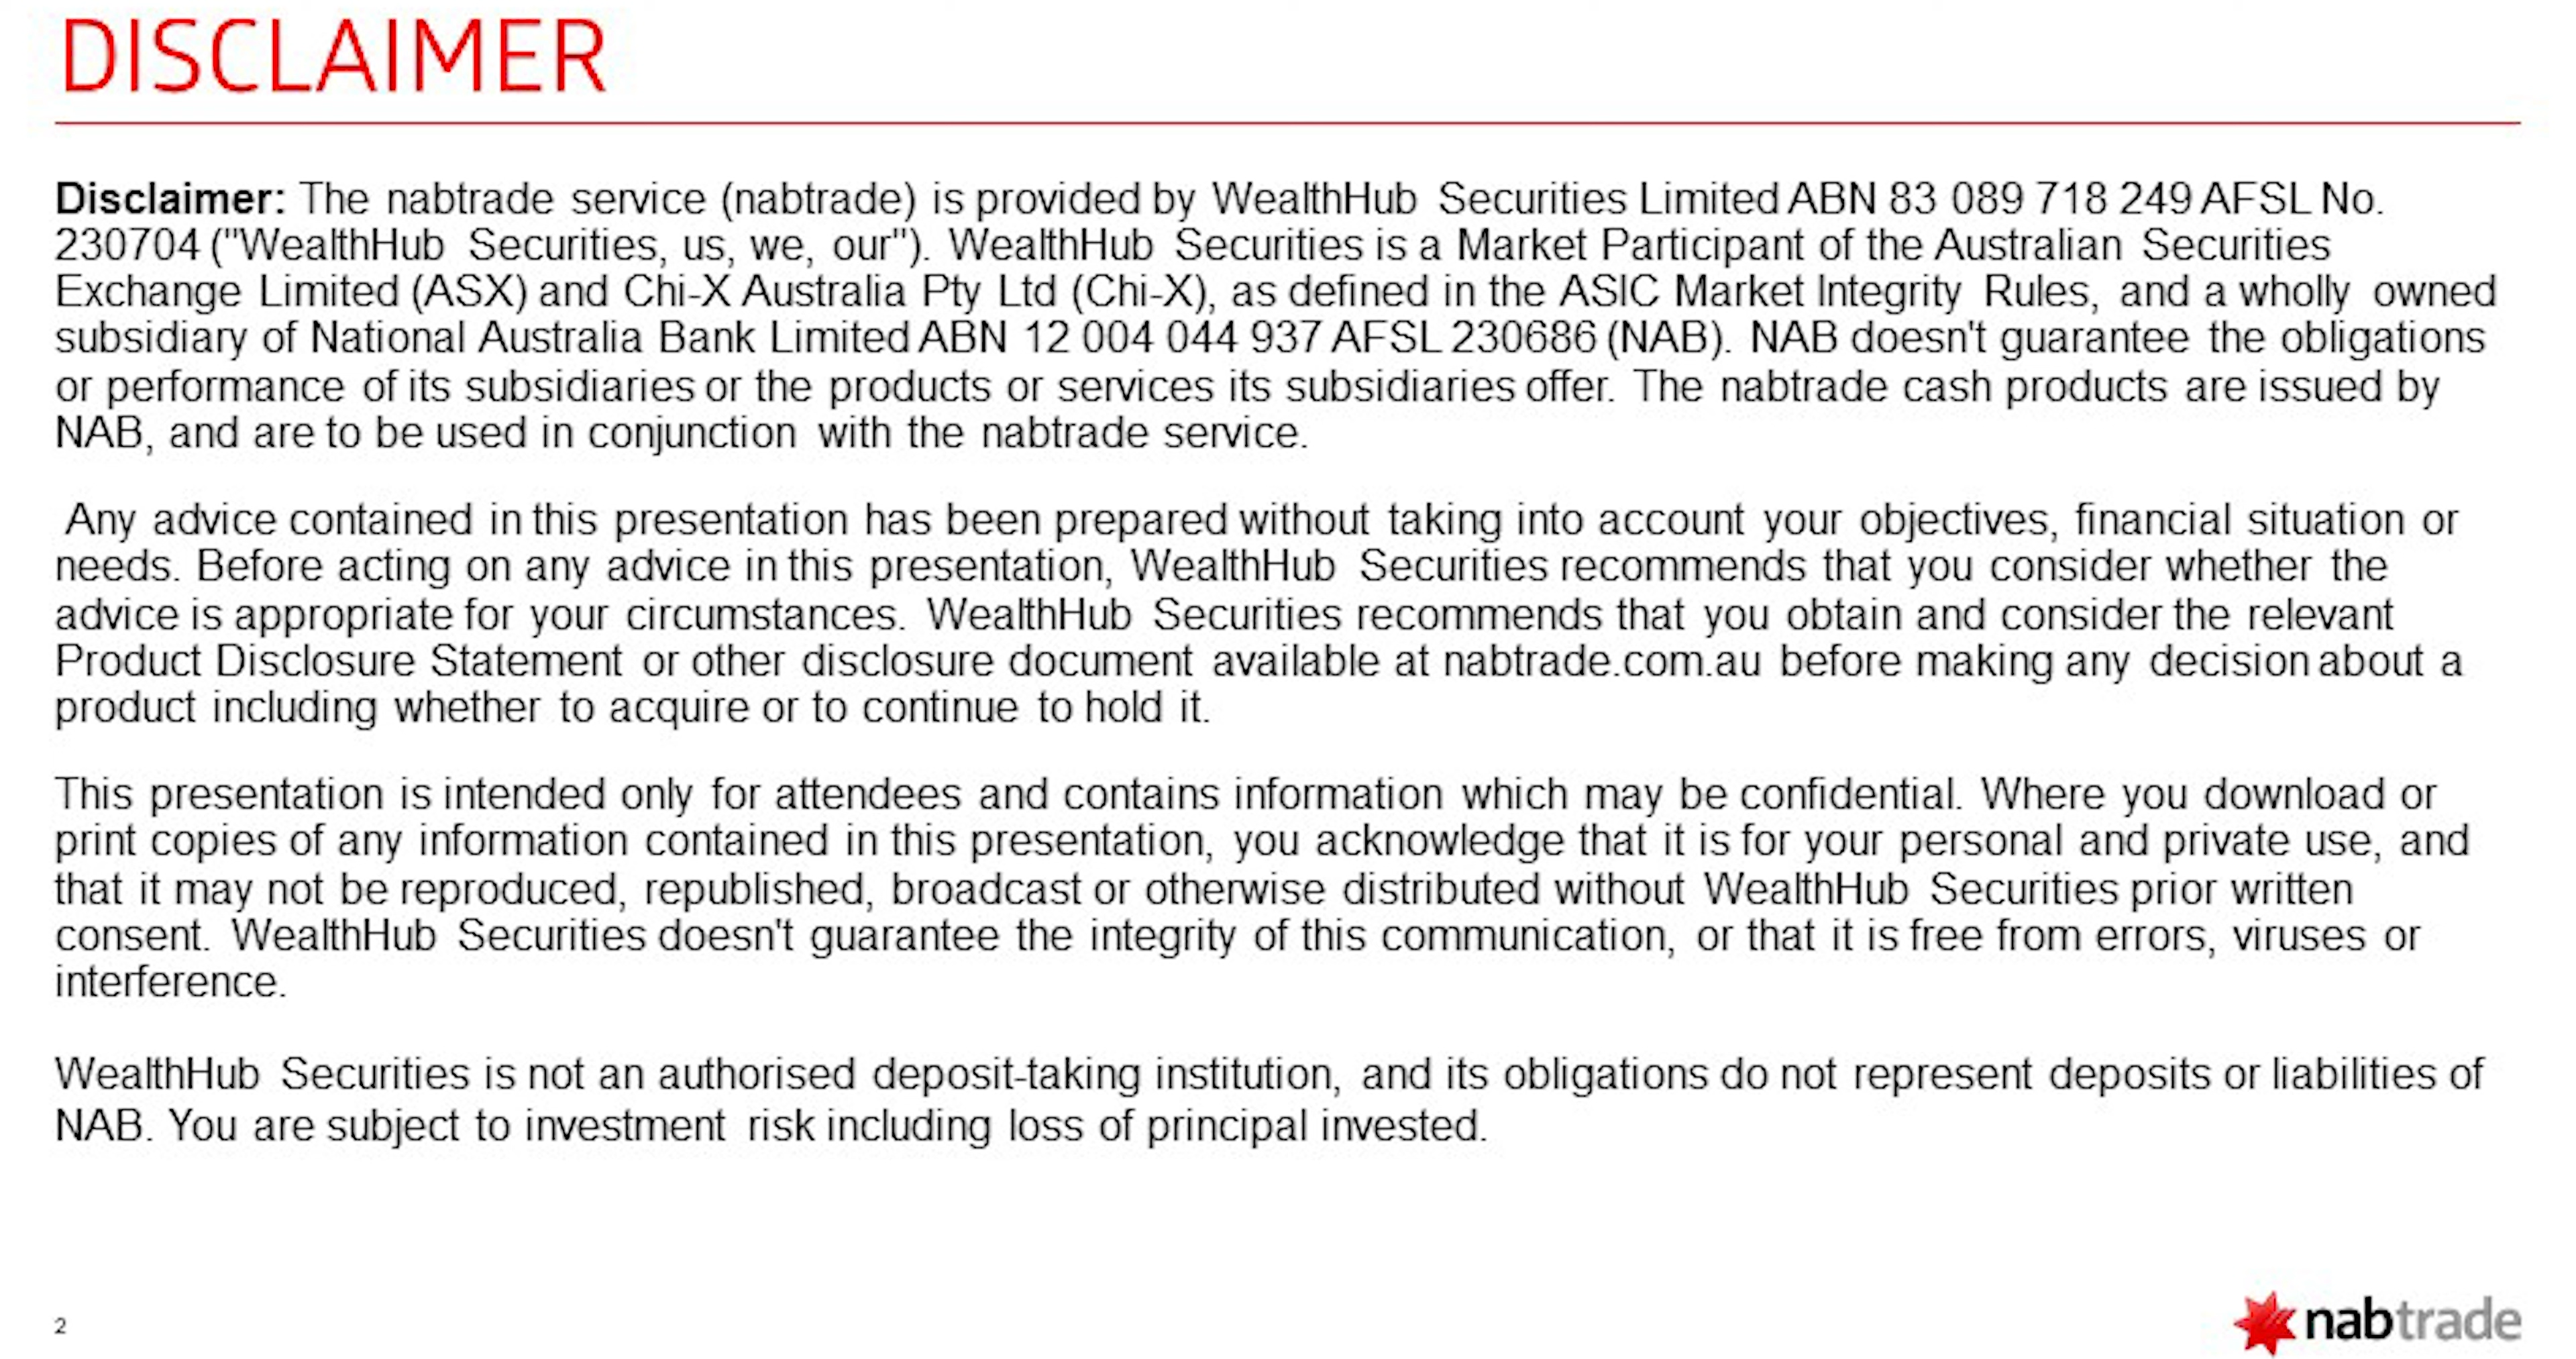 DISCLAIMER
Disclaimer: The nabtrade service (nabtrade) is provided by WealthHub Securities Limited ABN 83 089 718 249 AFSL No.
230704 ("WealthHub Securities, us, we, our"). WealthHub Securities is a Market Participant of the Australian Securities
Exchange Limited (ASX) and Chi-X Australia Pty Ltd (Chi-X), as defined in the ASIC Market Integrity Rules, and a wholly owned
subsidiary of National Australia Bank Limited ABN 12 004 044 937 AFSL 230686 (NAB). NAB doesn't guarantee the obligations
or performance of its subsidiaries or the products or services its subsidiaries offer. The nabtrade cash products are issued by
NAB, and are to be used in conjunction with the nabtrade service.
Any advice contained in this presentation has been prepared without taking into account your objectives, financial situation or
needs. Before acting on any advice in this presentation, WealthHub Securities recommends that you consider whether the
advice is appropriate for your circumstances. WealthHub Securities recommends that you obtain and consider the relevant
Product Disclosure Statement or other disclosure document available at nabtrade.com.au before making any decision about a
product including whether to acquire or to continue to hold it.
This presentation is intended only for attendees and contains information which may be confidential. Where you download or
print copies of any information contained in this presentation, you acknowledge that it is for your personal and private use, and
that it may not be reproduced, republished, broadcast or otherwise distributed without WealthHub Securities prior written
consent. WealthHub Securities doesn't guarantee the integrity of this communication, or that it is free from errors, viruses or
interference.
WealthHub Securities is not an authorised deposit-taking institution, and its obligations do not represent deposits or liabilities of
NAB. You are subject to investment risk including loss of principal invested.
2
nabtrade